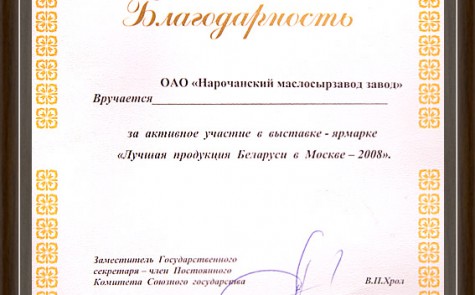 Благодарность
ОАО «Нарочанский маслосырзавод завод»
Вручается
за активное участие в выставке - ярмарке
«Лучшая продукция Беларуси в Москве – 2008».
Заместитель Государственного
секретаря – член Постоянного
Комитета Союзного государства
В.П.Хрол